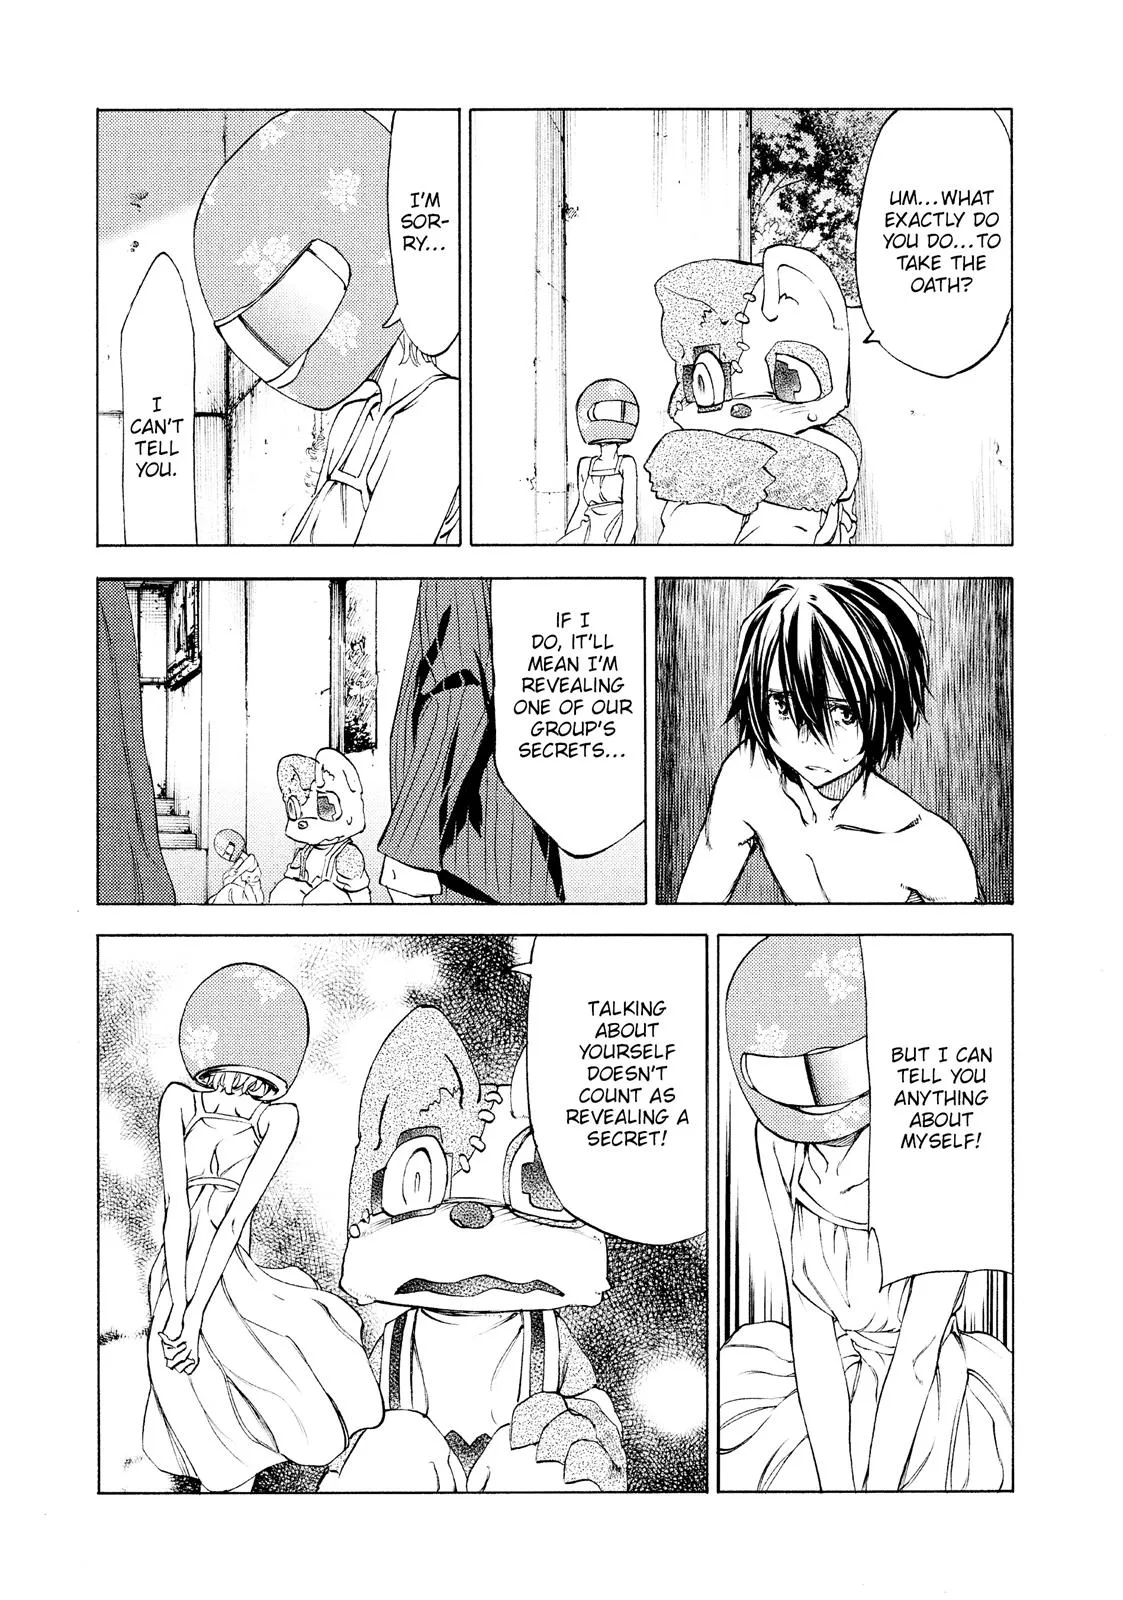 UM...WHAT
EXACTLY DO
YOU DO...TO
TAKE THE
OATH?
I'M
SOR-
RY...
I
CAN'T
TELL
YOU.
IF I
DO, IT'LL
MEAN I'M
REVEALING
ONE OF OUR
GROUP'S
SECRETS...
BUT I CAN
TELL YOU
ANYTHING
ABOUT
MYSELF!
TALKING
ABOUT
YOURSELF
DOESN'T
COUNT AS
REVEALING A
SECRET!